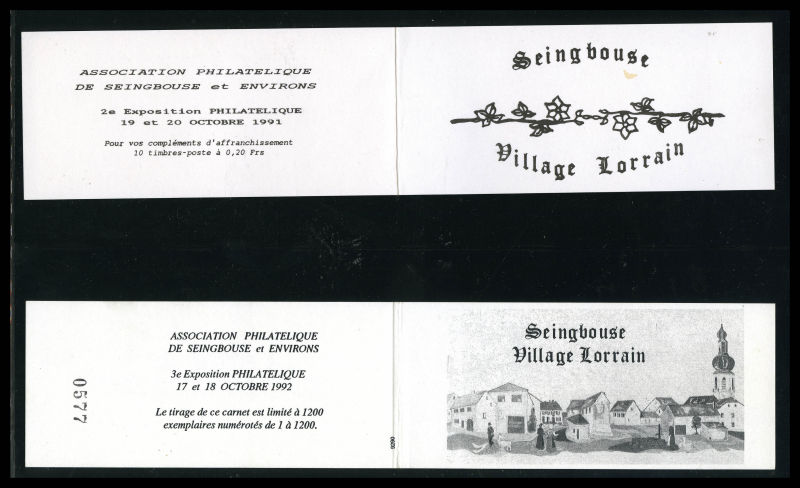 ASSOCIATION PHILATELIQUE
DE SEINGBOUSE et ENVIRONS
2e Exposition PHILATELIQUE
19 et 20 OCTOBRE 1991
Pour vos compléments d'affranchissement
10 timbres-poste à 0,20 Frs
Seingbouse
Village Lorrain
ASSOCIATION PHILATELIQUE
DE SEINGBOUSE et ENVIRONS
3e Exposition PHILATELIQUE
17 et 18 OCTOBRE 1992
Le tirage de ce carnet est limité à 1200
exemplaires numérotés de 1 à 1200.
0577
Seingbouse
Village Lorrain